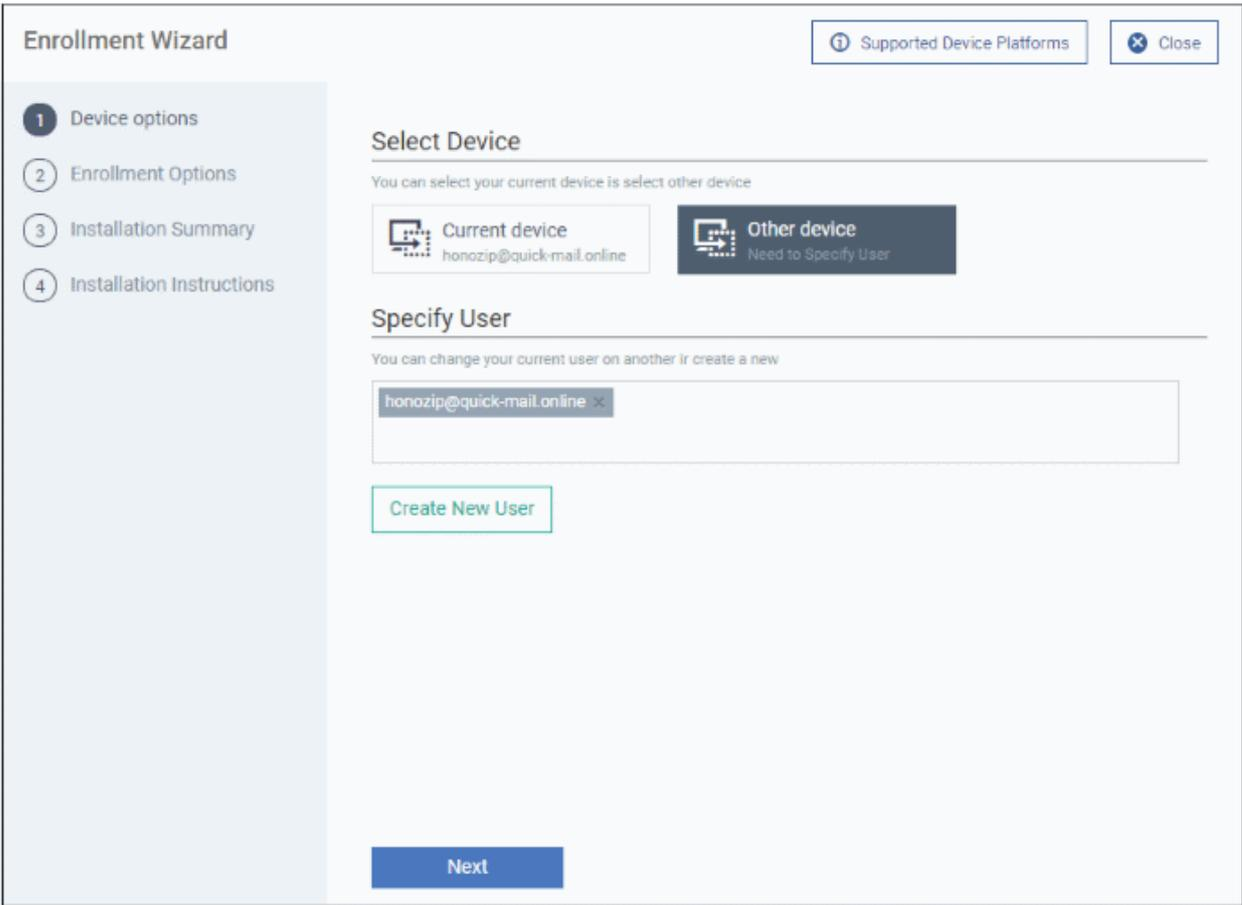 Enrollment Wizard
Supported Device Platforms
Close
1 Device options
2 Enrollment Options
3 Installation Summary
4 Installation Instructions
Select Device
You can select your current device is select other device
Current device
honozip@quick-mail.online
Other device
Need to Specify User
Specify User
You can change your current user on another ir create a new
honozip@quick-mail.online ×
Create New User
Next